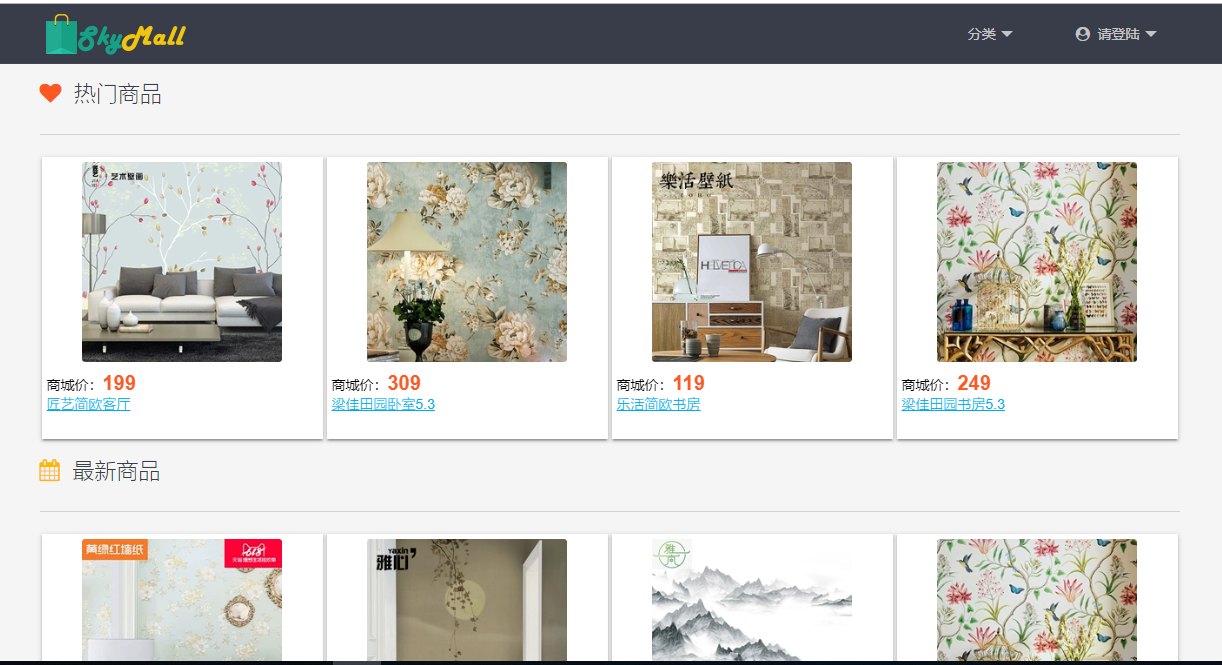 SkyMall
分类
请登陆
热门商品
艺术壁画
樂活壁紙
HELVETICA
商城价：199
商城价：309
商城价：119
商城价：249
匠艺简欧客厅
梁佳田园卧室5.3
乐活简欧书房
梁佳田园书房5.3
最新商品
黄绿红墙纸
618
yaxin
雅心